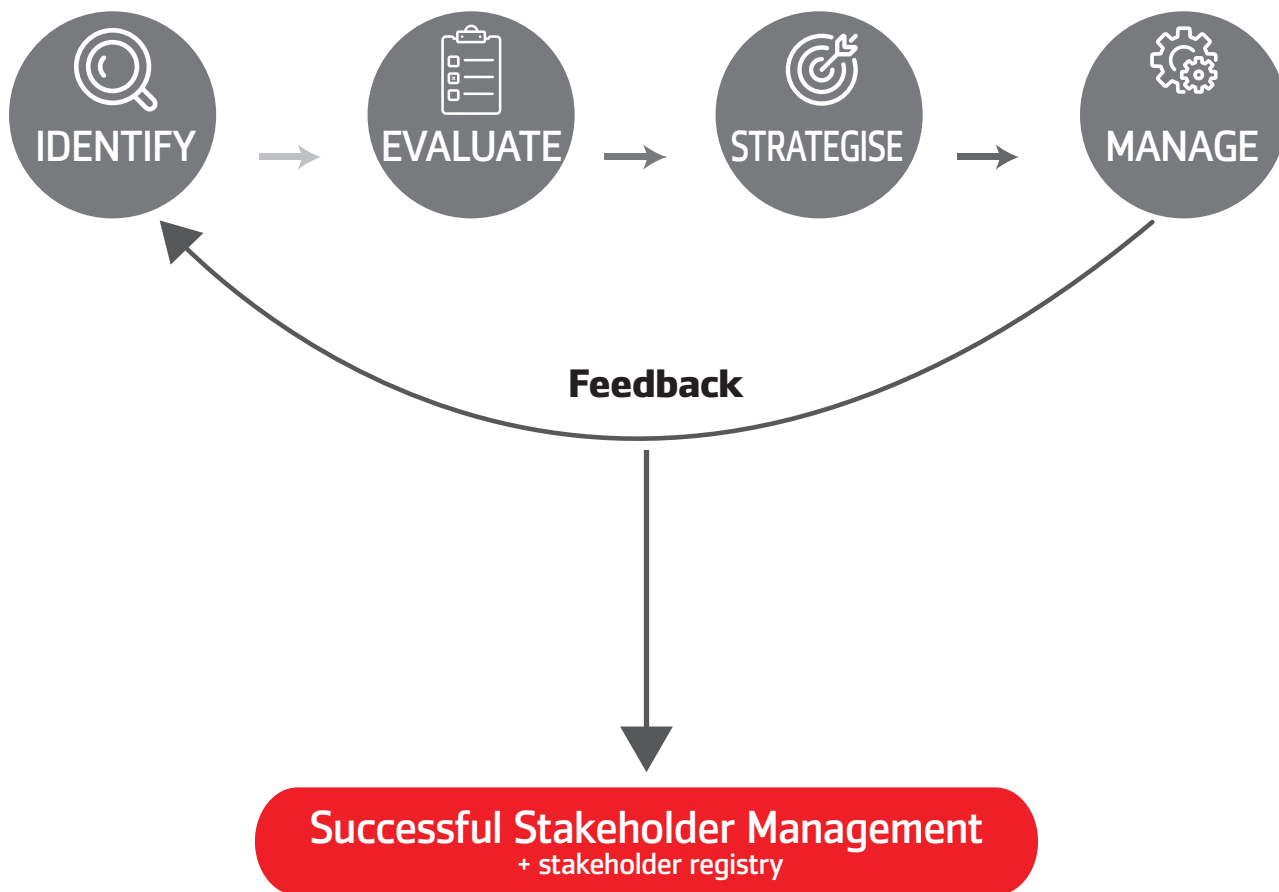 IDENTIFY
EVALUATE
STRATEGISE
MANAGE
Feedback
Successful Stakeholder Management
+ stakeholder registry